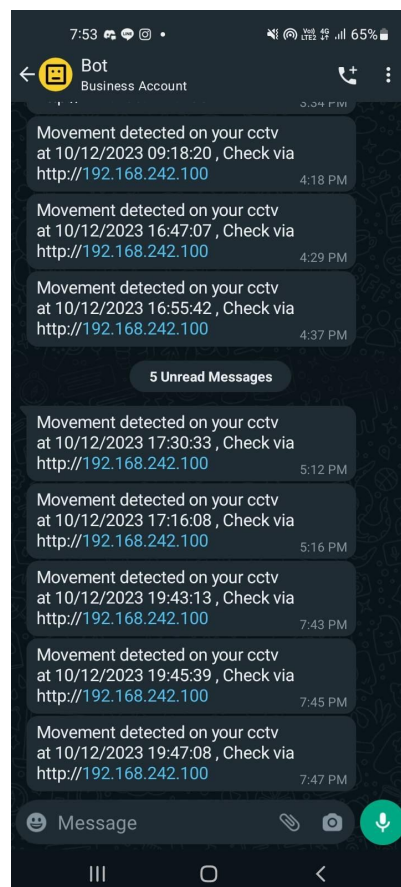 7:53
Voi)) 4G .ıll 65%
LTE2
Bot
Business Account
3:34 PM
Movement detected on your cctv
at 10/12/2023 09:18:20 , Check via
http://192.168.242.100
4:18 PM
Movement detected on your cctv
at 10/12/2023 16:47:07 , Check via
http://192.168.242.100
4:29 PM
Movement detected on your cctv
at 10/12/2023 16:55:42 , Check via
http://192.168.242.100
4:37 PM
5 Unread Messages
Movement detected on your cctv
at 10/12/2023 17:30:33 , Check via
http://192.168.242.100
5:12 PM
Movement detected on your cctv
at 10/12/2023 17:16:08 , Check via
http://192.168.242.100
5:16 PM
Movement detected on your cctv
at 10/12/2023 19:43:13 , Check via
http://192.168.242.100
7:43 PM
Movement detected on your cctv
at 10/12/2023 19:45:39 , Check via
http://192.168.242.100
7:45 PM
Movement detected on your cctv
at 10/12/2023 19:47:08 , Check via
http://192.168.242.100
7:47 PM
Message